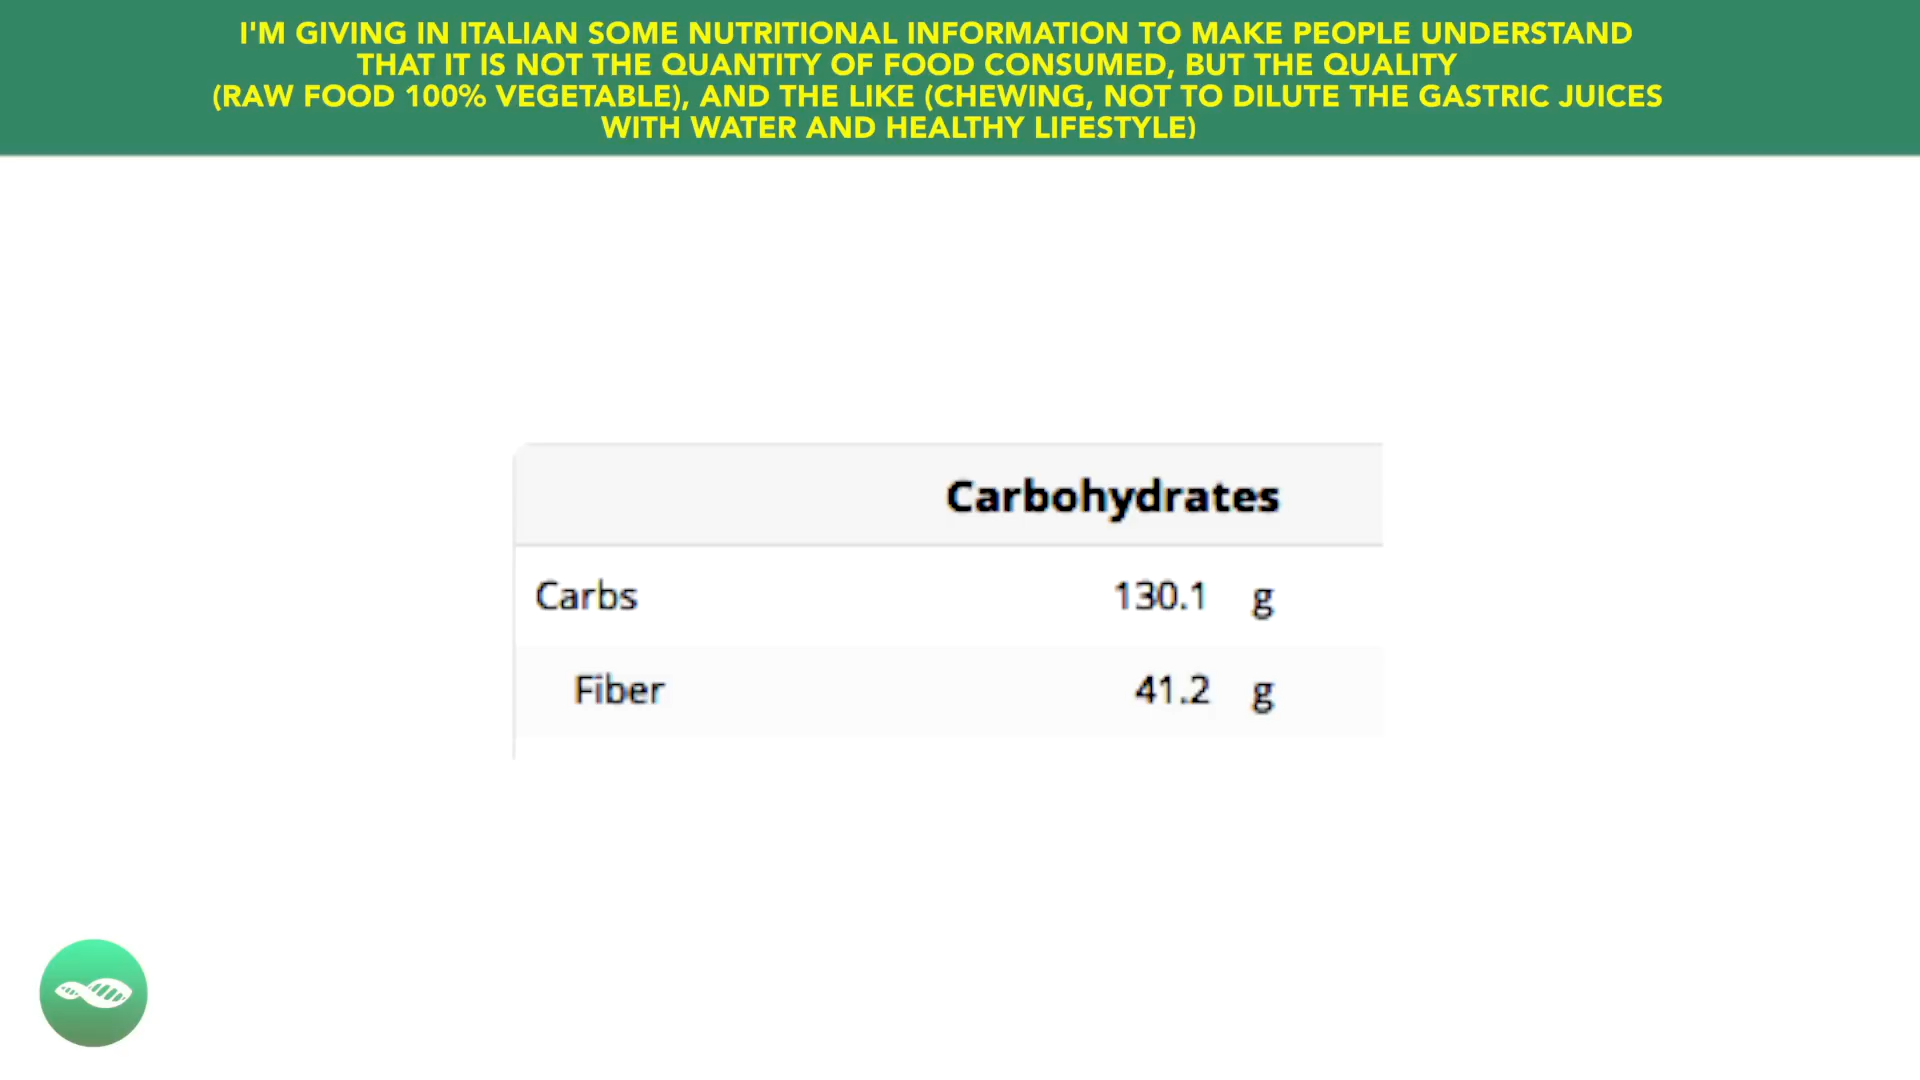 I'M GIVING IN ITALIAN SOME NUTRITIONAL INFORMATION TO MAKE PEOPLE UNDERSTAND
THAT IT IS NOT THE QUANTITY OF FOOD CONSUMED, BUT THE QUALITY
(RAW FOOD 100% VEGETABLE), AND THE LIKE (CHEWING, NOT TO DILUTE THE GASTRIC JUICES
WITH WATER AND HEALTHY LIFESTYLE)
Carbohydrates
Carbs 130.1 g
Fiber 41.2 g